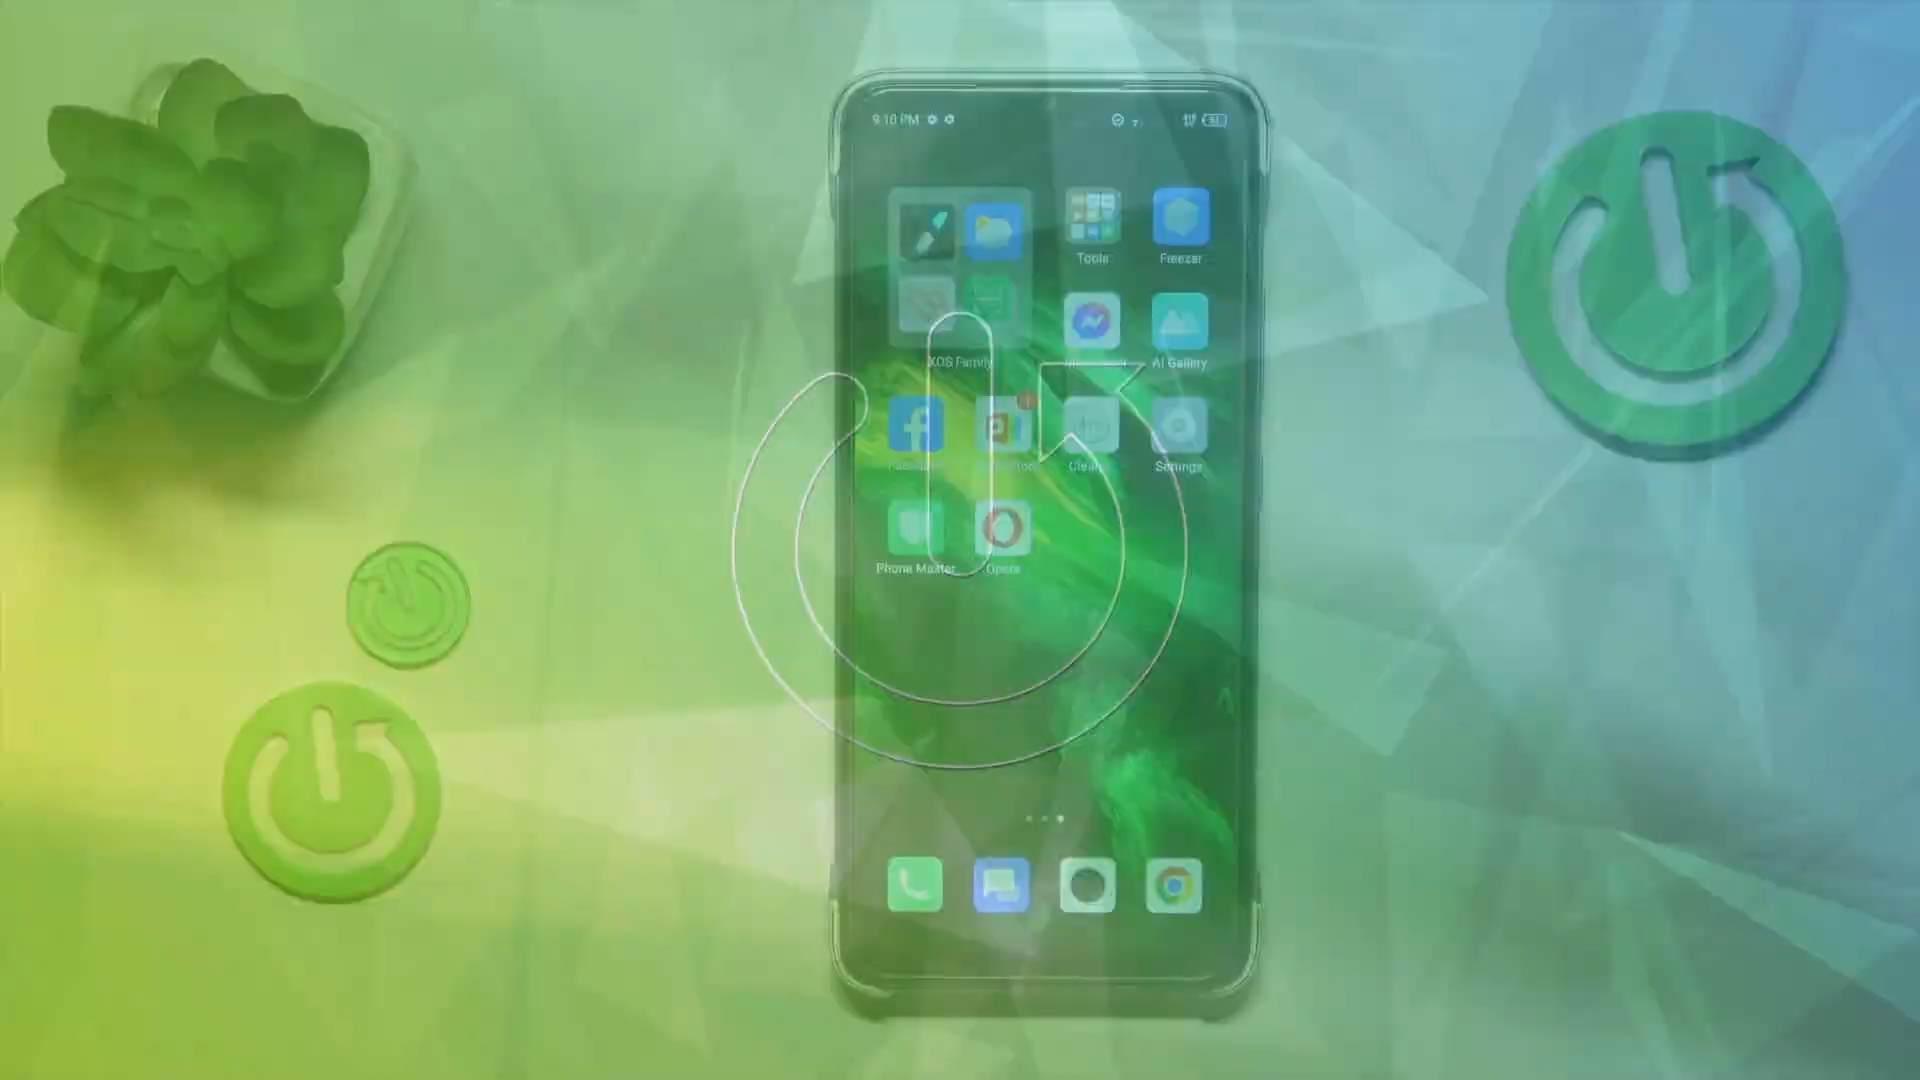 9:10 PM
Tools
Freezer
XOS Family
AI Gallery
Settings
Phone Master
Opera